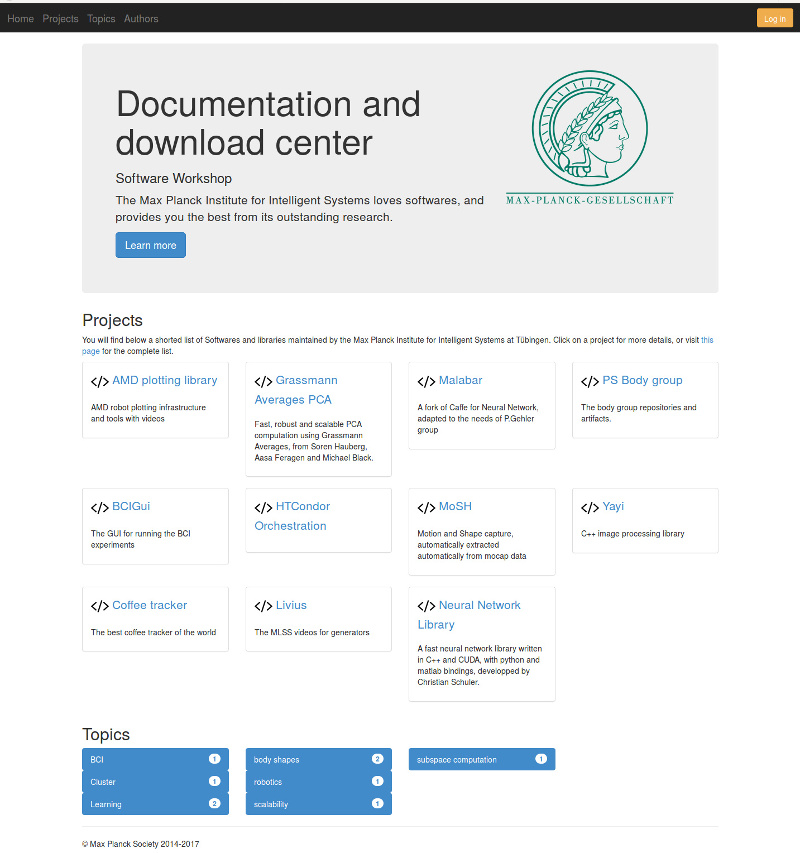 Home Projects Topics Authors Log in
Documentation and
download center
Software Workshop
The Max Planck Institute for Intelligent Systems loves softwares, and
provides you the best from its outstanding research.
Learn more
MAX-PLANCK-GESELLSCHAFT
Projects
You will find below a shorted list of Softwares and libraries maintained by the Max Planck Institute for Intelligent Systems at Tübingen. Click on a project for more details, or visit this
page for the complete list.
</> AMD plotting library
AMD robot plotting infrastructure
and tools with videos
</> Grassmann
Averages PCA
Fast, robust and scalable PCA
computation using Grassmann
Averages, from Soren Hauberg,
Aasa Feragen and Michael Black.
</> Malabar
A fork of Caffe for Neural Network,
adapted to the needs of P.Gehler
group
</> PS Body group
The body group repositories and
artifacts.
</> BCIGui
The GUI for running the BCI
experiments
</> HTCondor
Orchestration
</> MoSH
Motion and Shape capture,
automatically extracted
automatically from mocap data
</> Yayi
C++ image processing library
</> Coffee tracker
The best coffee tracker of the world
</> Livius
The MLSS videos for generators
</> Neural Network
Library
A fast neural network library written
in C++ and CUDA, with python and
matlab bindings, developped by
Christian Schuler.
Topics
BCI 1
Cluster 1
Learning 2
body shapes 2
robotics 1
scalability 1
subspace computation 1
© Max Planck Society 2014-2017